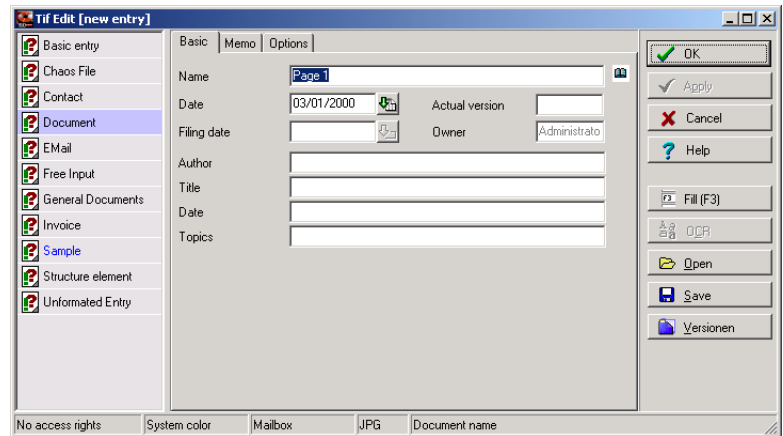 Tif Edit [new entry]
Basic entry
Chaos File
Contact
Document
EMail
Free Input
General Documents
Invoice
Sample
Structure element
Unformated Entry
Basic Memo Options
Name Page 1
Date 03/01/2000 Actual version
Filing date Owner Administrato
Author
Title
Date
Topics
OK
Apply
Cancel
Help
F3 Fill (F3)
OCR
Open
Save
Versionen
No access rights System color Mailbox JPG Document name